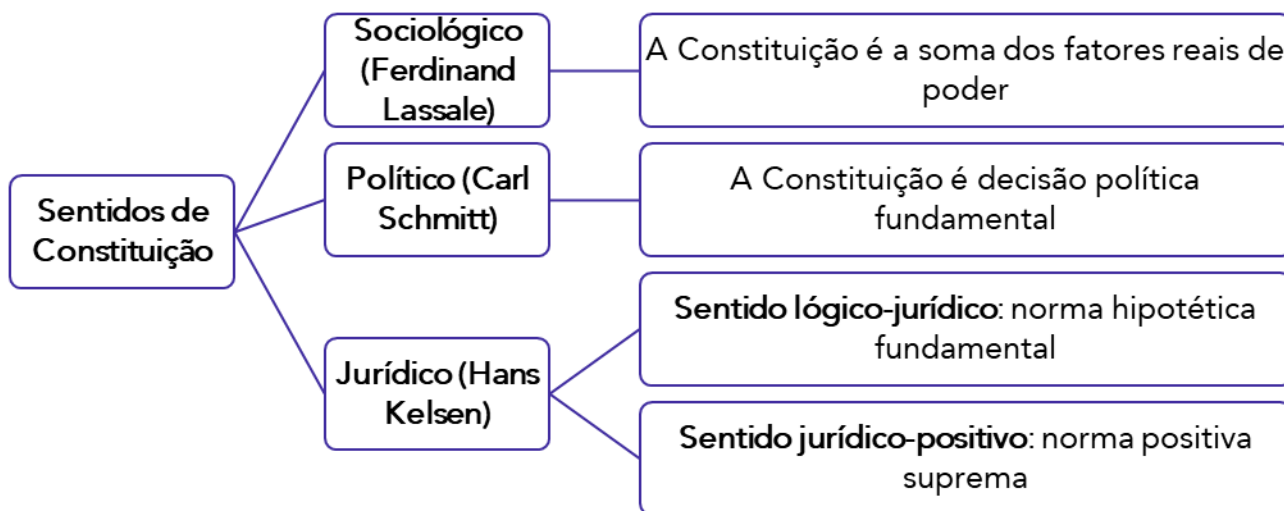 Sentidos de
Constituição
Sociológico
(Ferdinand
Lassale)
A Constituição é a soma dos fatores reais de
poder
Político (Carl
Schmitt)
A Constituição é decisão política
fundamental
Jurídico (Hans
Kelsen)
Sentido lógico-jurídico: norma hipotética
fundamental
Sentido jurídico-positivo: norma positiva
suprema